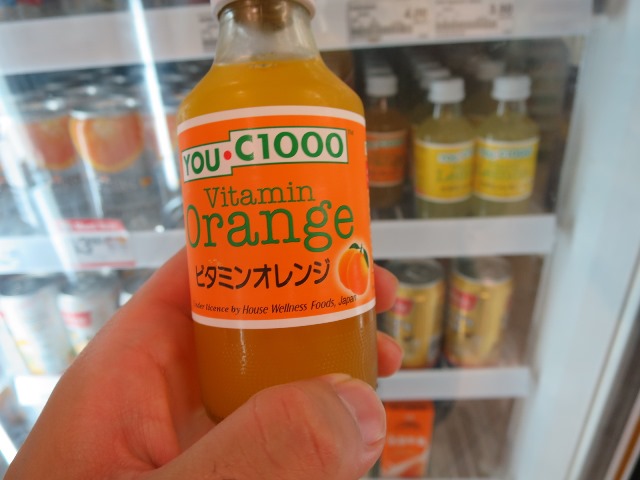 YOU・C1000
Vitamin
Orange
ビタミンオレンジ
under licence by House Wellness Foods, Japan